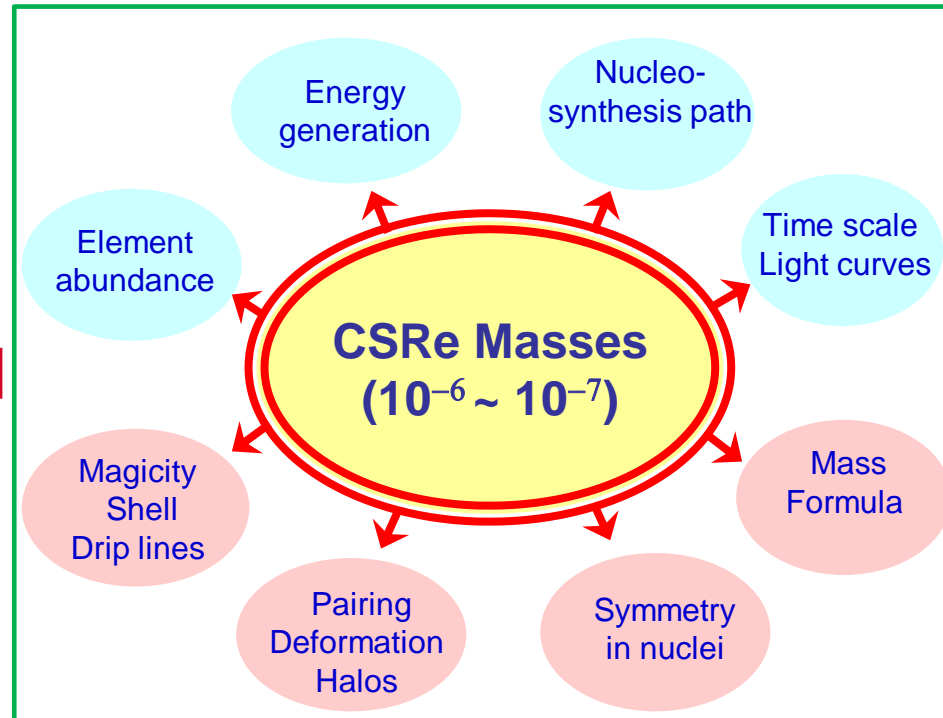 Energy
generation
Nucleo-
synthesis path
Element
abundance
Time scale
Light curves
CSRe Masses
(10⁻⁶ ~ 10⁻⁷)
Magicity
Shell
Drip lines
Mass
Formula
Pairing
Deformation
Halos
Symmetry
in nuclei